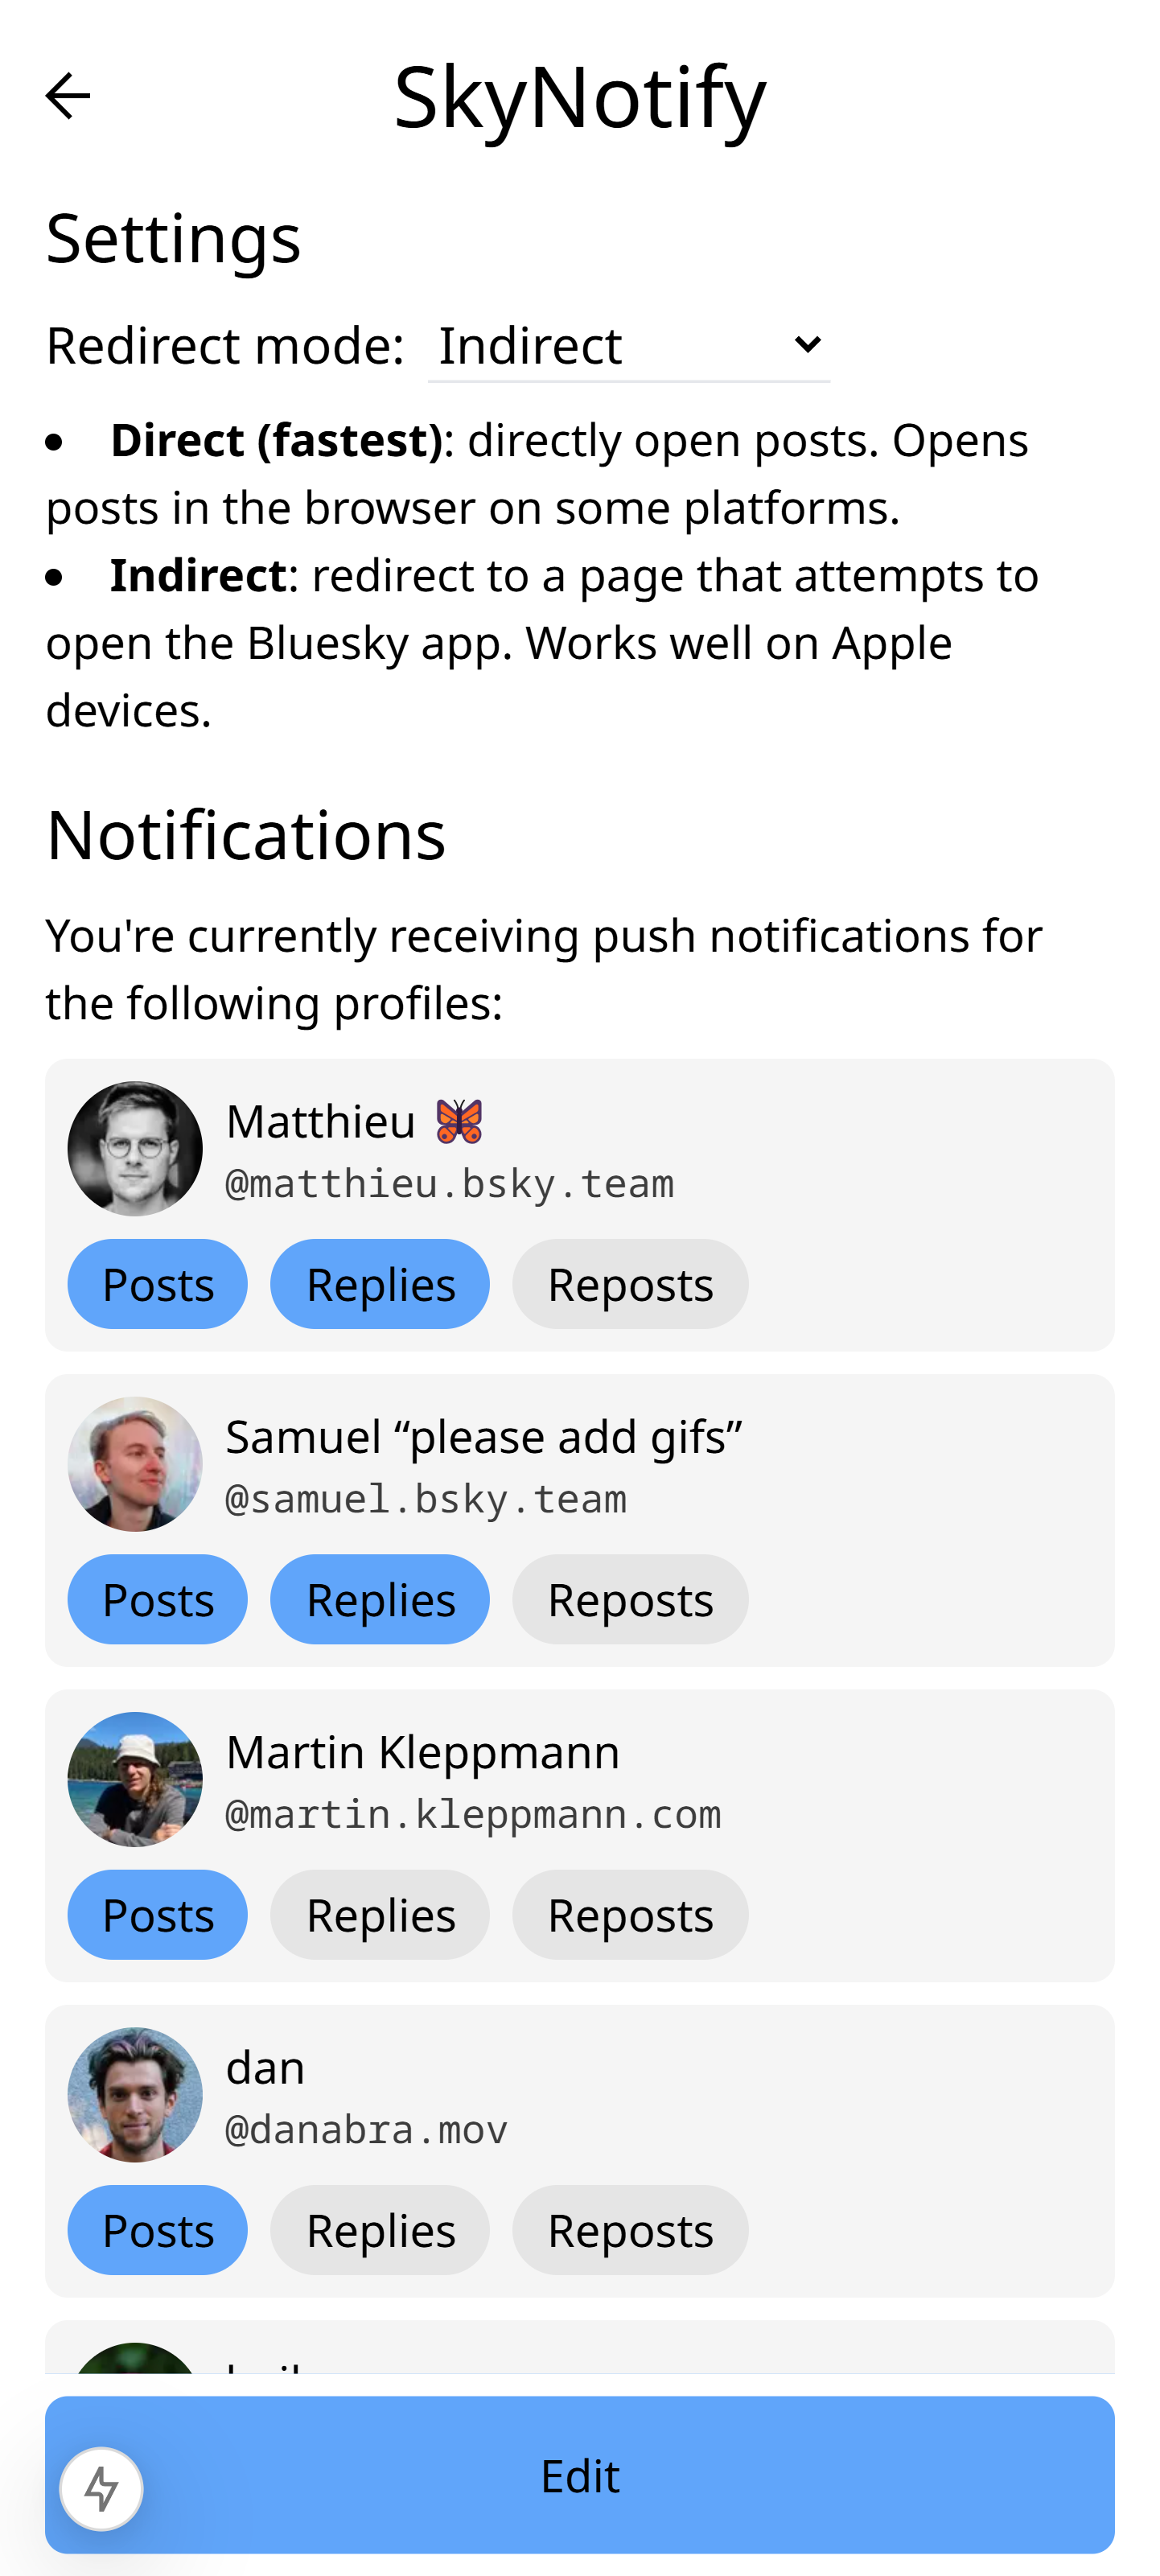 SkyNotify
Settings
Redirect mode: Indirect
• Direct (fastest): directly open posts. Opens
posts in the browser on some platforms.
• Indirect: redirect to a page that attempts to
open the Bluesky app. Works well on Apple
devices.
Notifications
You're currently receiving push notifications for
the following profiles:
Matthieu 🦋
@matthieu.bsky.team
Posts Replies Reposts
Samuel “please add gifs”
@samuel.bsky.team
Posts Replies Reposts
Martin Kleppmann
@martin.kleppmann.com
Posts Replies Reposts
dan
@danabra.mov
Posts Replies Reposts
Edit